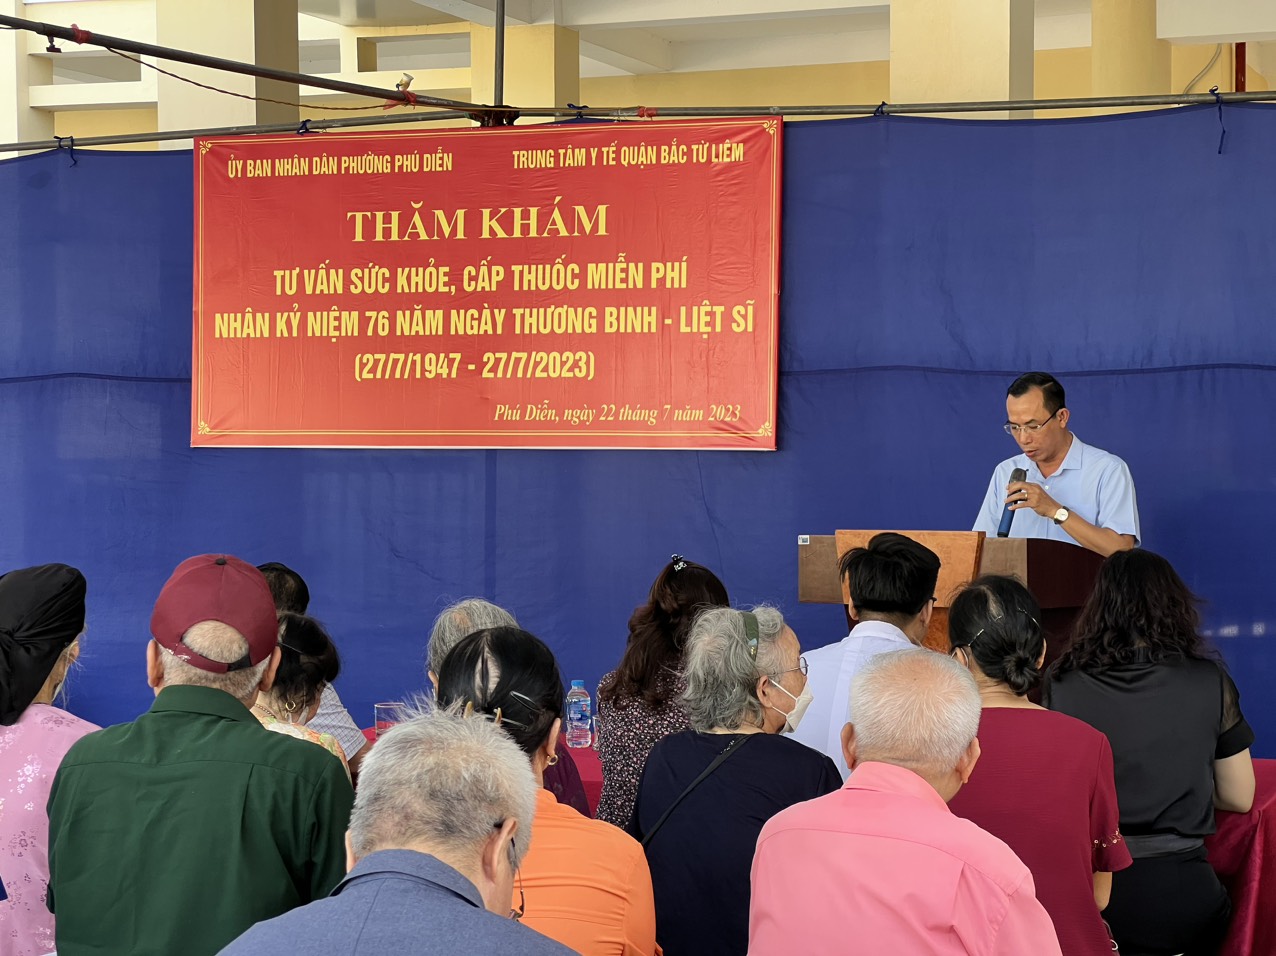 ỦY BAN NHÂN DÂN PHƯỜNG PHÚ DIỄN
TRUNG TÂM Y TẾ QUẬN BẮC TỪ LIÊM
THĂM KHÁM
TƯ VẤN SỨC KHỎE, CẤP THUỐC MIỄN PHÍ
NHÂN KỶ NIỆM 76 NĂM NGÀY THƯƠNG BINH - LIỆT SĨ
(27/7/1947 - 27/7/2023)
Phú Diễn, ngày 22 tháng 7 năm 2023